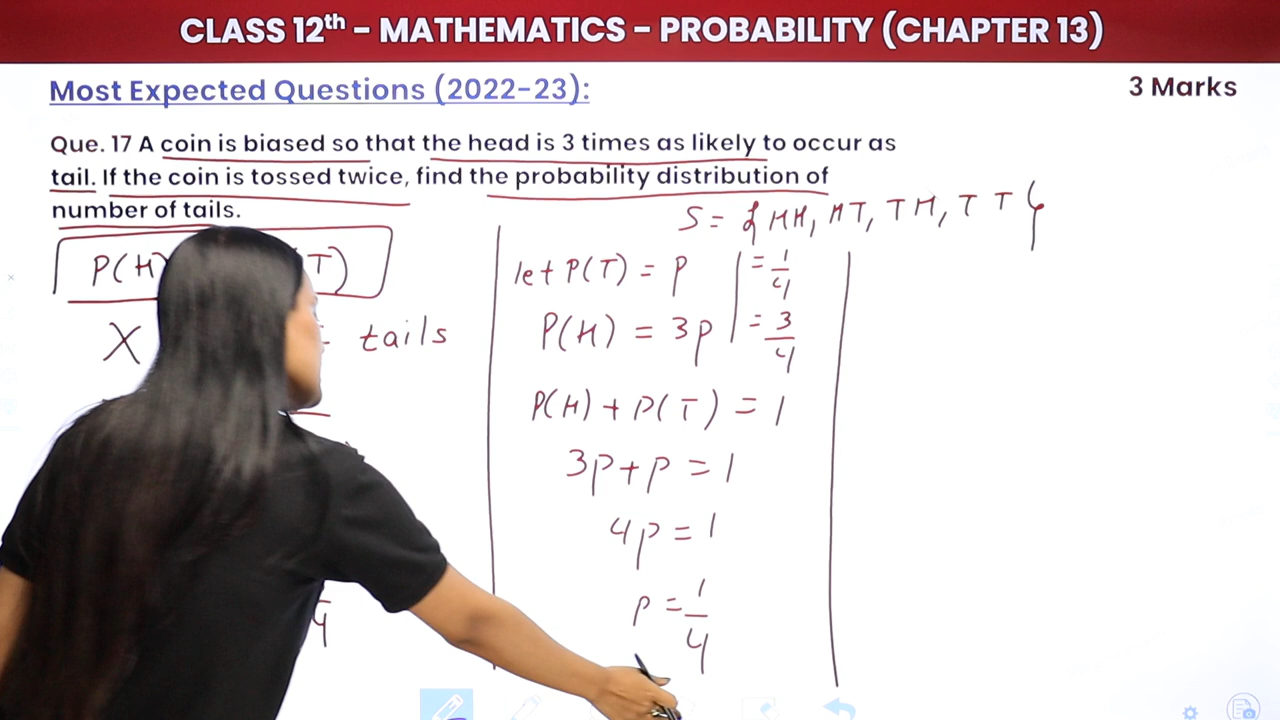 CLASS 12th - MATHEMATICS - PROBABILITY (CHAPTER 13)
Most Expected Questions (2022-23):
3 Marks
Que. 17 A coin is biased so that the head is 3 times as likely to occur as
tail. If the coin is tossed twice, find the probability distribution of
number of tails.
S = { HH, HT, TH, T T }
P(H) T)
X = tails
let P(T) = p = 1/4
P(H) = 3p = 3/4
P(H) + P(T) = 1
3p + p = 1
4p = 1
p = 1/4
4